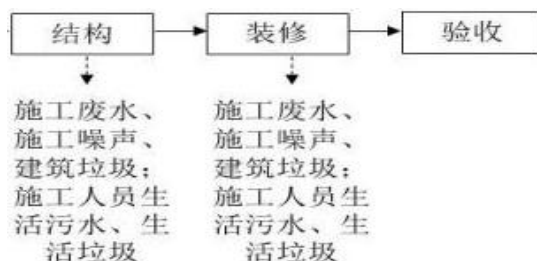 结构
装修
验收
施工废水、
施工噪声、
建筑垃圾；
施工人员生
活污水、生
活垃圾
施工废水、
施工噪声、
建筑垃圾；
施工人员生
活污水、生
活垃圾